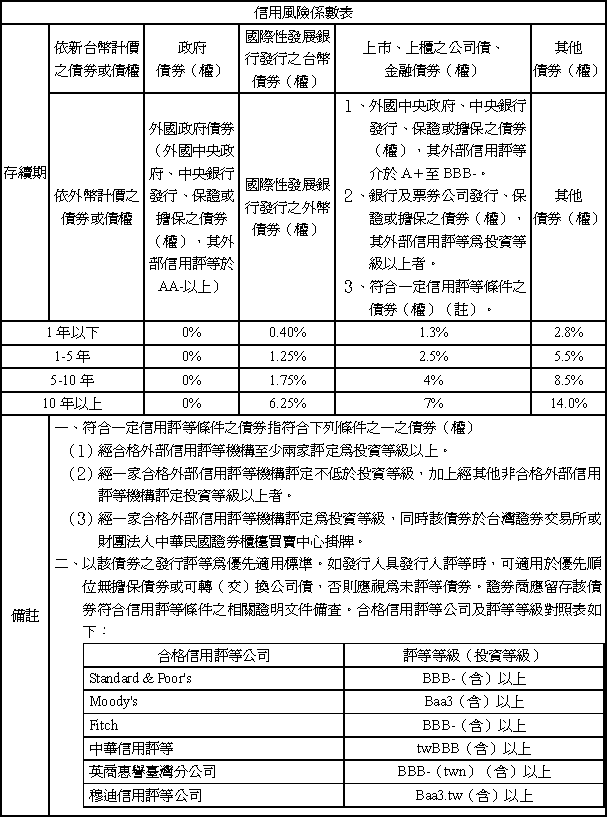 信用風險係數表
存續期
依新台幣計價
之債券或債權
政府
債券（權）
國際性發展銀
行發行之台幣
債券（權）
上市、上櫃之公司債、
金融債券（權）
其他
債券（權）
依外幣計價之
債券或債權
外國政府債券
（外國中央政
府、中央銀行
發行、保證或
擔保之債券
（權），其外
部信用評等於
AA-以上）
國際性發展銀
行發行之外幣
債券（權）
1、外國中央政府、中央銀行
發行、保證或擔保之債券
（權），其外部信用評等
介於 A+至 BBB-。
2、銀行及票券公司發行、保
證或擔保之債券（權），
其外部信用評等為投資等
級以上者。
3、符合一定信用評等條件之
債券（權）（註）。
其他
債券（權）
1 年以下 0% 0.40% 1.3% 2.8%
1-5 年 0% 1.25% 2.5% 5.5%
5-10 年 0% 1.75% 4% 8.5%
10 年以上 0% 6.25% 7% 14.0%
備註
一、符合一定信用評等條件之債券指符合下列條件之一之債券（權）
（1）經合格外部信用評等機構至少兩家評定為投資等級以上。
（2）經一家合格外部信用評等機構評定不低於投資等級，加上經其他非合格外部信用
評等機構評定投資等級以上者。
（3）經一家合格外部信用評等機構評定為投資等級，同時該債券於台灣證券交易所或
財團法人中華民國證券櫃檯買賣中心掛牌。
二、以該債券之發行評等為優先適用標準。如發行人具發行人評等時，可適用於優先順
位無擔保債券或可轉（交）換公司債，否則應視為未評等債券。證券商應留存該債
券符合信用評等條件之相關證明文件備查。合格信用評等公司及評等等級對照表如
下：
合格信用評等公司 評等等級（投資等級）
Standard & Poor's BBB-（含）以上
Moody's Baa3（含）以上
Fitch BBB-（含）以上
中華信用評等 twBBB（含）以上
英商惠譽臺灣分公司 BBB-（twn）（含）以上
穆迪信用評等公司 Baa3.tw（含）以上